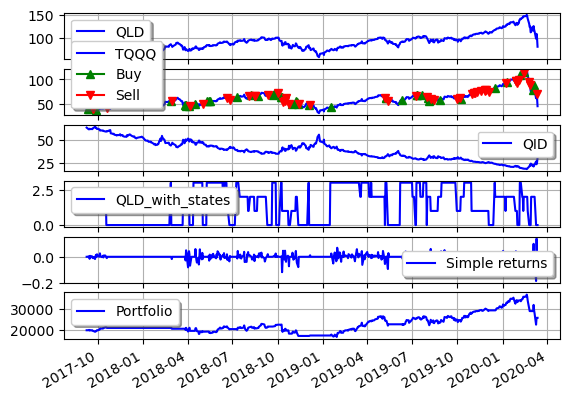 150
100
QLD
TQQQ
Buy
Sell
100
50
50
25
QID
2.5
0.0
QLD_with_states
0.0
−0.2
Simple returns
30000
20000
Portfolio
2017-10
2018-01
2018-04
2018-07
2018-10
2019-01
2019-04
2019-07
2019-10
2020-01
2020-04